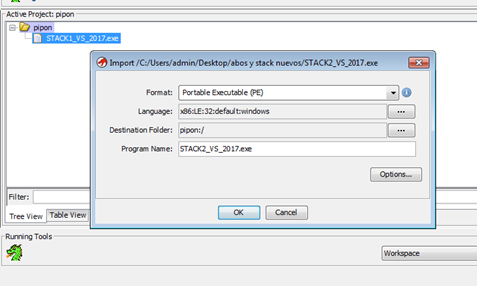 Active Project: pipon
pipon
STACK1_VS_2017.exe
Import /C:/Users/admin/Desktop/abos y stack nuevos/STACK2_VS_2017.exe
Format: Portable Executable (PE)
Language: x86:LE:32:default:windows ...
Destination Folder: pipon:/ ...
Program Name: STACK2_VS_2017.exe
Options...
Filter:
OK Cancel
Tree View Table View
Running Tools
Workspace